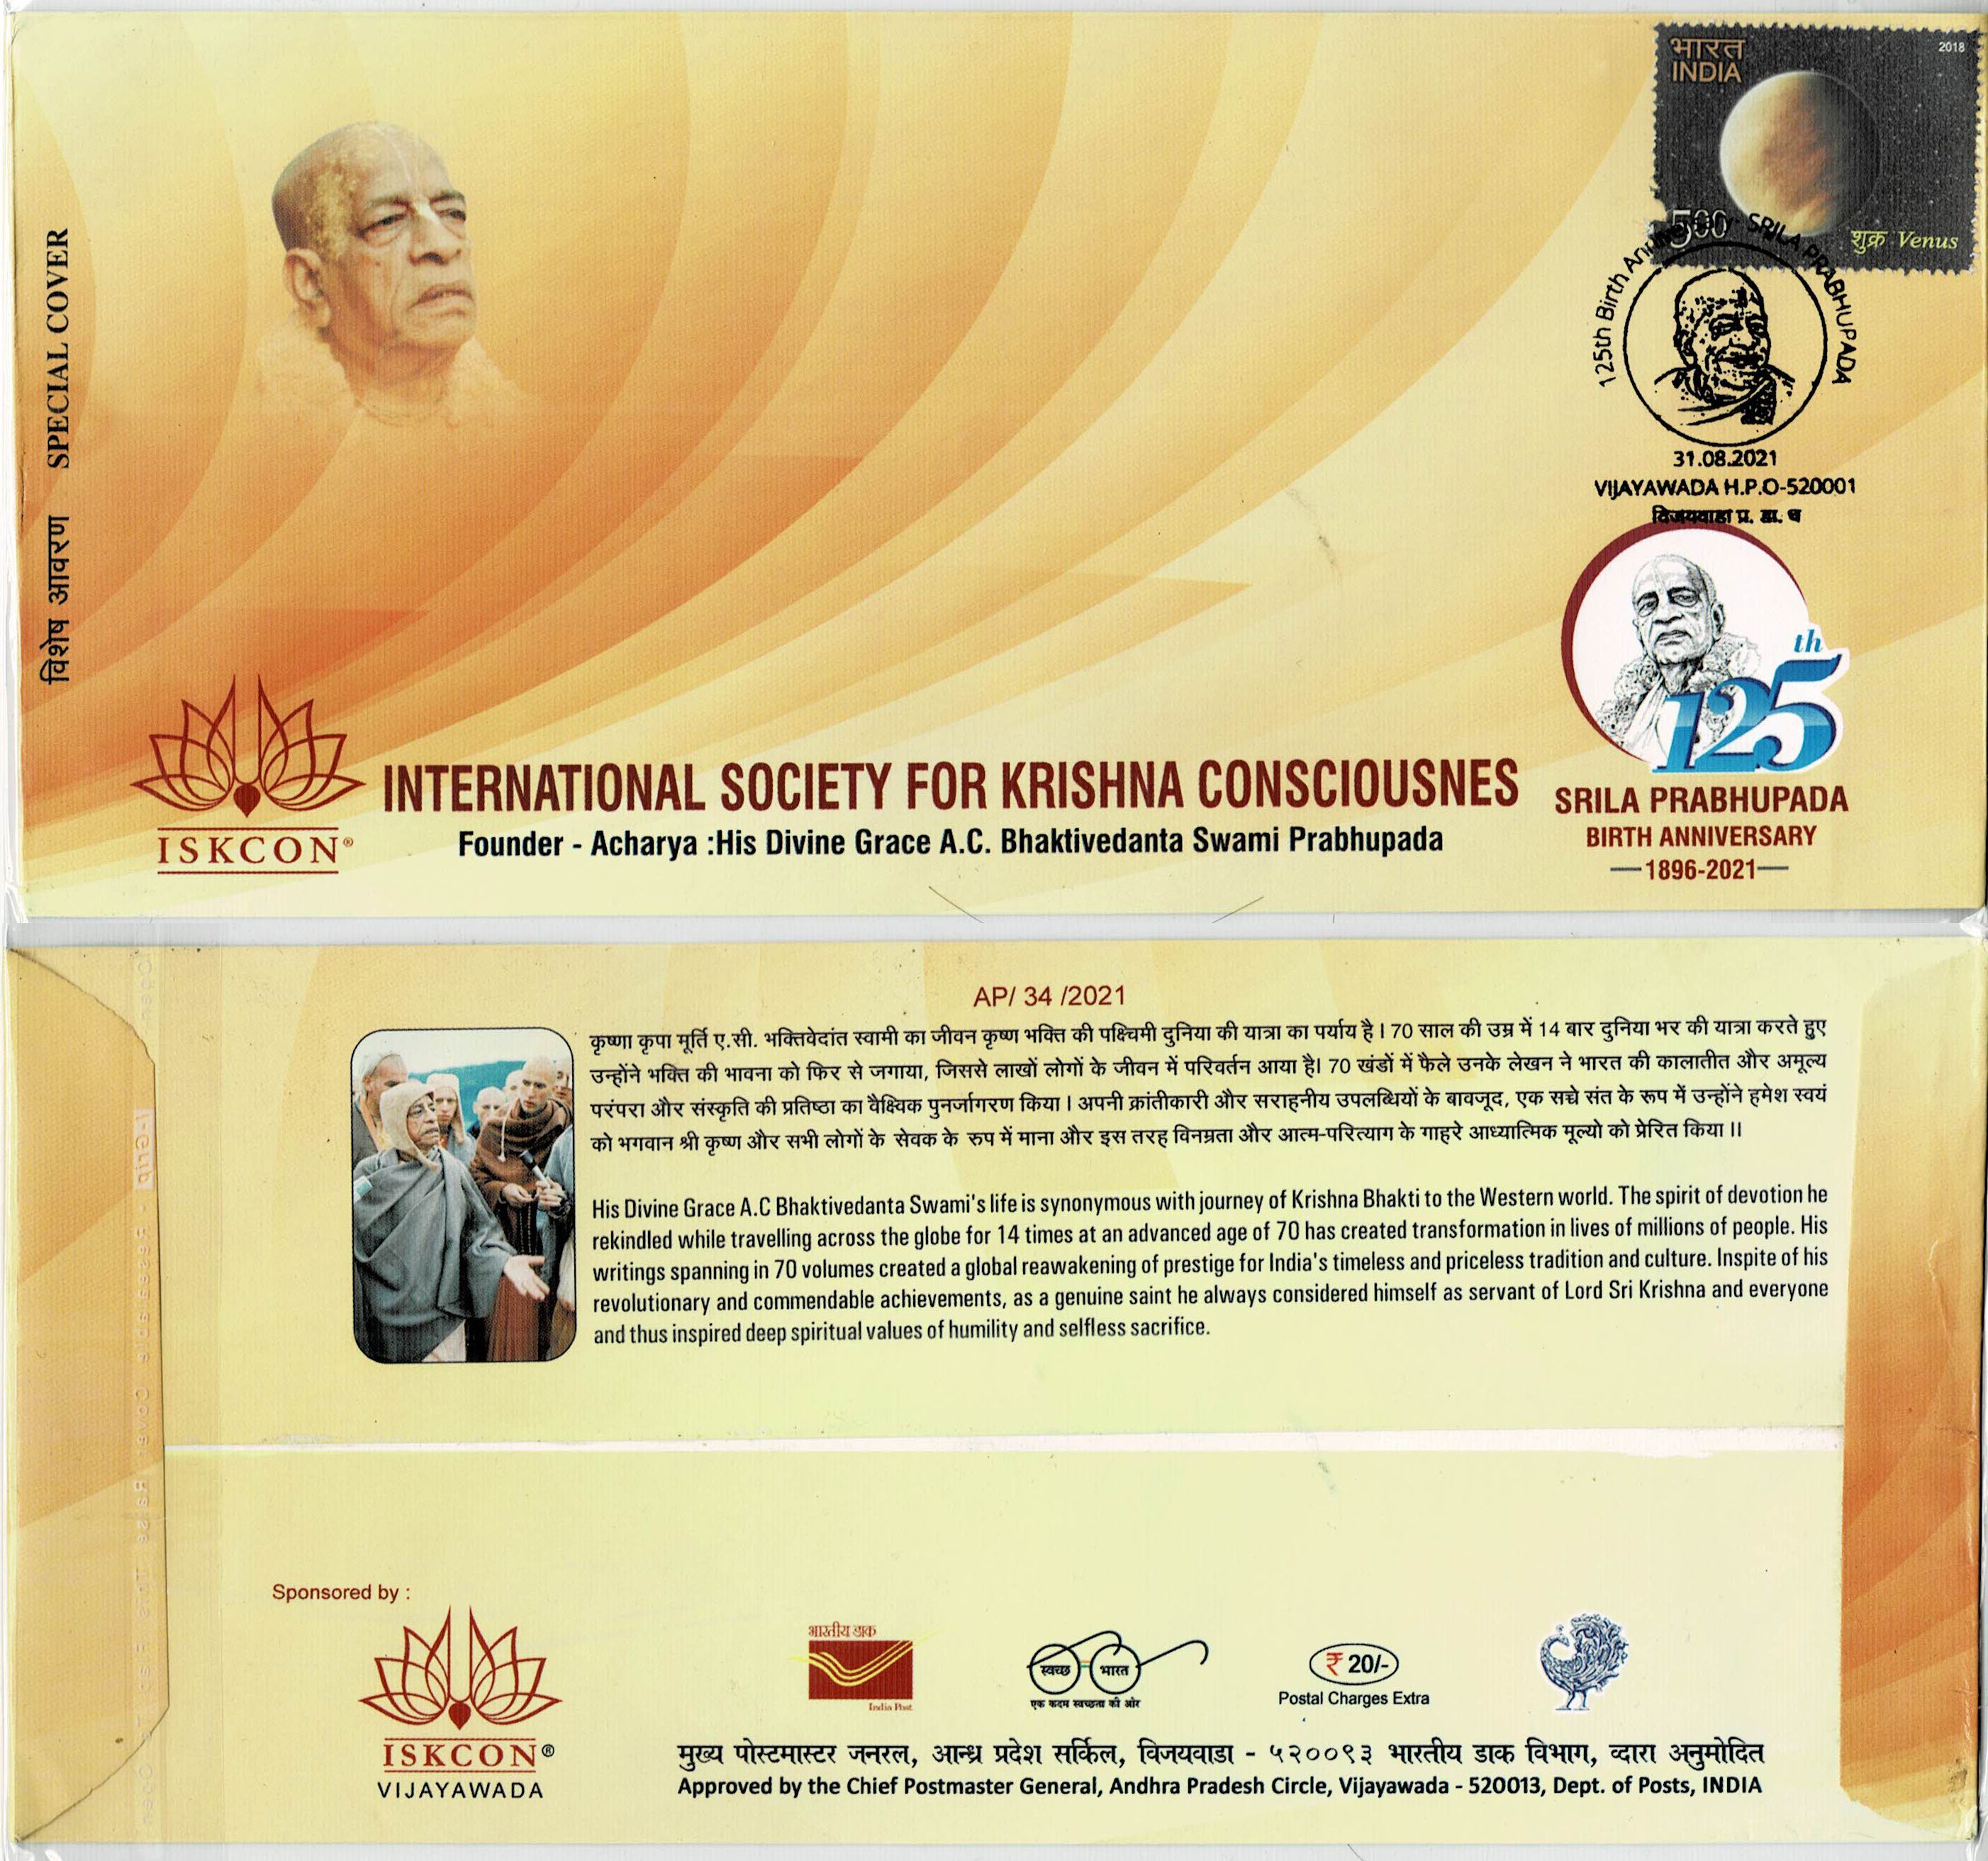 भारत
INDIA
2018
500
शुक्र Venus
125th Birth Anniversary - SRILA PRABHUPADA
31.08.2021
VIJAYAWADA H.P.O-520001
विजयवाडा प्र. डा. घ
विशेष आवरण SPECIAL COVER
th
125
SRILA PRABHUPADA
BIRTH ANNIVERSARY
1896-2021
ISKCON®
INTERNATIONAL SOCIETY FOR KRISHNA CONSCIOUSNES
Founder - Acharya :His Divine Grace A.C. Bhaktivedanta Swami Prabhupada
AP/ 34 /2021
कृष्णा कृपा मूर्ति ए.सी. भक्तिवेदांत स्वामी का जीवन कृष्ण भक्ति की पश्चिमी दुनिया की यात्रा का पर्याय है । 70 साल की उम्र में 14 बार दुनिया भर की यात्रा करते हुए
उन्होंने भक्ति की भावना को फिर से जगाया, जिससे लाखों लोगों के जीवन में परिवर्तन आया है। 70 खंडों में फैले उनके लेखन ने भारत की कालातीत और अमूल्य
परंपरा और संस्कृति की प्रतिष्ठा का वैक्ष्विक पुनर्जागरण किया । अपनी क्रांतीकारी और सराहनीय उपलब्धियों के बावजूद, एक सच्चे संत के रूप में उन्होंने हमेश स्वयं
को भगवान श्री कृष्ण और सभी लोगों के सेवक के रुप में माना और इस तरह विनम्रता और आत्म-परित्याग के गाहरे आध्यात्मिक मूल्यो को प्रेरित किया ।।
His Divine Grace A.C Bhaktivedanta Swami's life is synonymous with journey of Krishna Bhakti to the Western world. The spirit of devotion he
rekindled while travelling across the globe for 14 times at an advanced age of 70 has created transformation in lives of millions of people. His
writings spanning in 70 volumes created a global reawakening of prestige for India's timeless and priceless tradition and culture. Inspite of his
revolutionary and commendable achievements, as a genuine saint he always considered himself as servant of Lord Sri Krishna and everyone
and thus inspired deep spiritual values of humility and selfless sacrifice.
Sponsored by :
ISKCON®
VIJAYAWADA
भारतीय डाक
India Post
स्वच्छ भारत
एक कदम स्वच्छता की ओर
₹ 20/-
Postal Charges Extra
मुख्य पोस्टमास्टर जनरल, आन्ध्र प्रदेश सर्किल, विजयवाडा - ५२००१३ भारतीय डाक विभाग, व्दारा अनुमोदित
Approved by the Chief Postmaster General, Andhra Pradesh Circle, Vijayawada - 520013, Dept. of Posts, INDIA